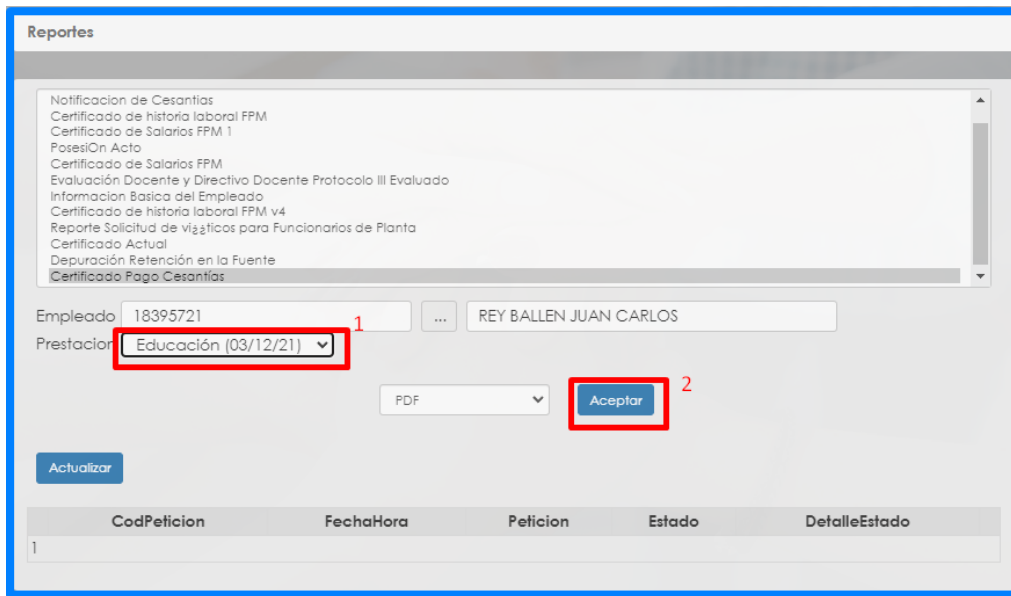 Reportes
Notificacion de Cesantias
Certificado de historia laboral FPM
Certificado de Salarios FPM 1
PosesiOn Acto
Certificado de Salarios FPM
Evaluación Docente y Directivo Docente Protocolo III Evaluado
Informacion Basica del Empleado
Certificado de historia laboral FPM v4
Reporte Solicitud de vi¿¿ticos para Funcionarios de Planta
Certificado Actual
Depuración Retención en la Fuente
Certificado Pago Cesantías
Empleado 18395721 ... REY BALLEN JUAN CARLOS
1
Prestacion Educación (03/12/21)
PDF Aceptar 2
Actualizar
CodPeticion FechaHora Peticion Estado DetalleEstado
1